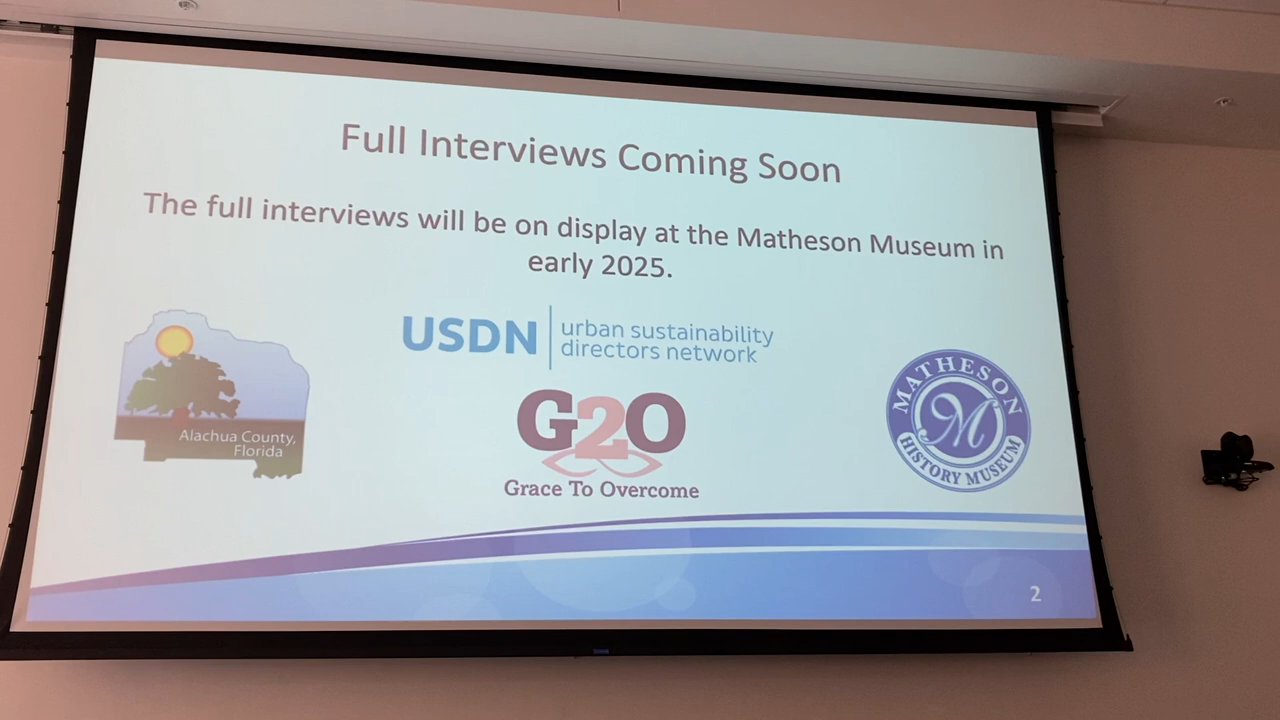 Full Interviews Coming Soon
The full interviews will be on display at the Matheson Museum in
early 2025.
USDN
urban sustainability
directors network
Alachua County,
Florida
G2O
Grace To Overcome
MATHESON
M
HISTORY MUSEUM
2